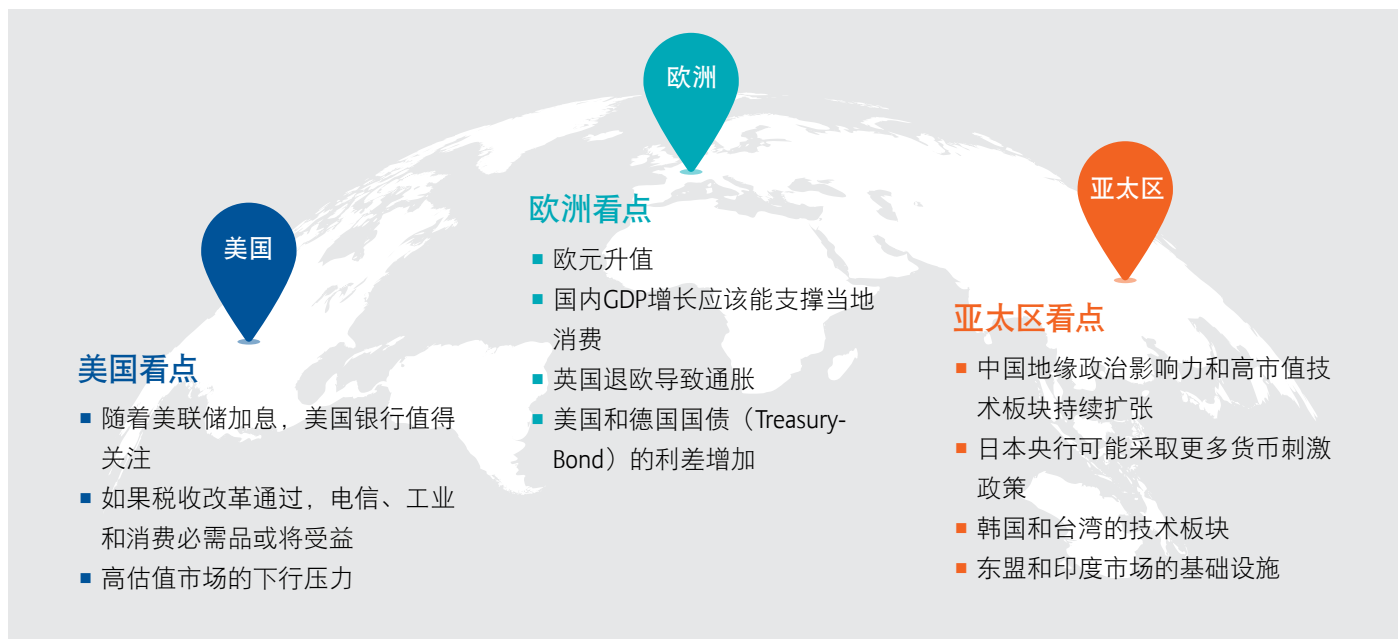 美国
美国看点
■ 随着美联储加息，美国银行值得
关注
■ 如果税收改革通过，电信、工业
和消费必需品或将受益
■ 高估值市场的下行压力
欧洲
欧洲看点
■ 欧元升值
■ 国内GDP增长应该能支撑当地
消费
■ 英国退欧导致通胀
■ 美国和德国国债（Treasury-
Bond）的利差增加
亚太区
亚太区看点
■ 中国地缘政治影响力和高市值技
术板块持续扩张
■ 日本央行可能采取更多货币刺激
政策
■ 韩国和台湾的技术板块
■ 东盟和印度市场的基础设施